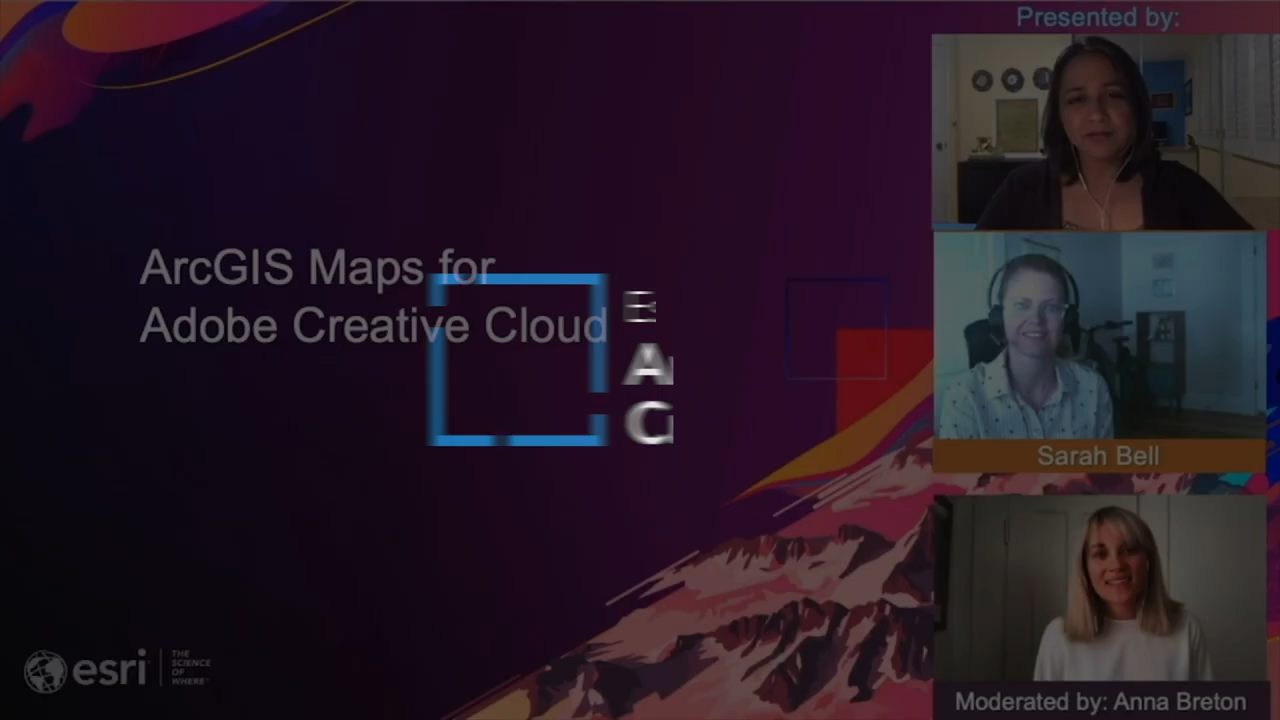 Presented by:
ArcGIS Maps for
Adobe Creative Cloud
A
G
Sarah Bell
esri
THE
SCIENCE
OF
WHERE
Moderated by: Anna Breton